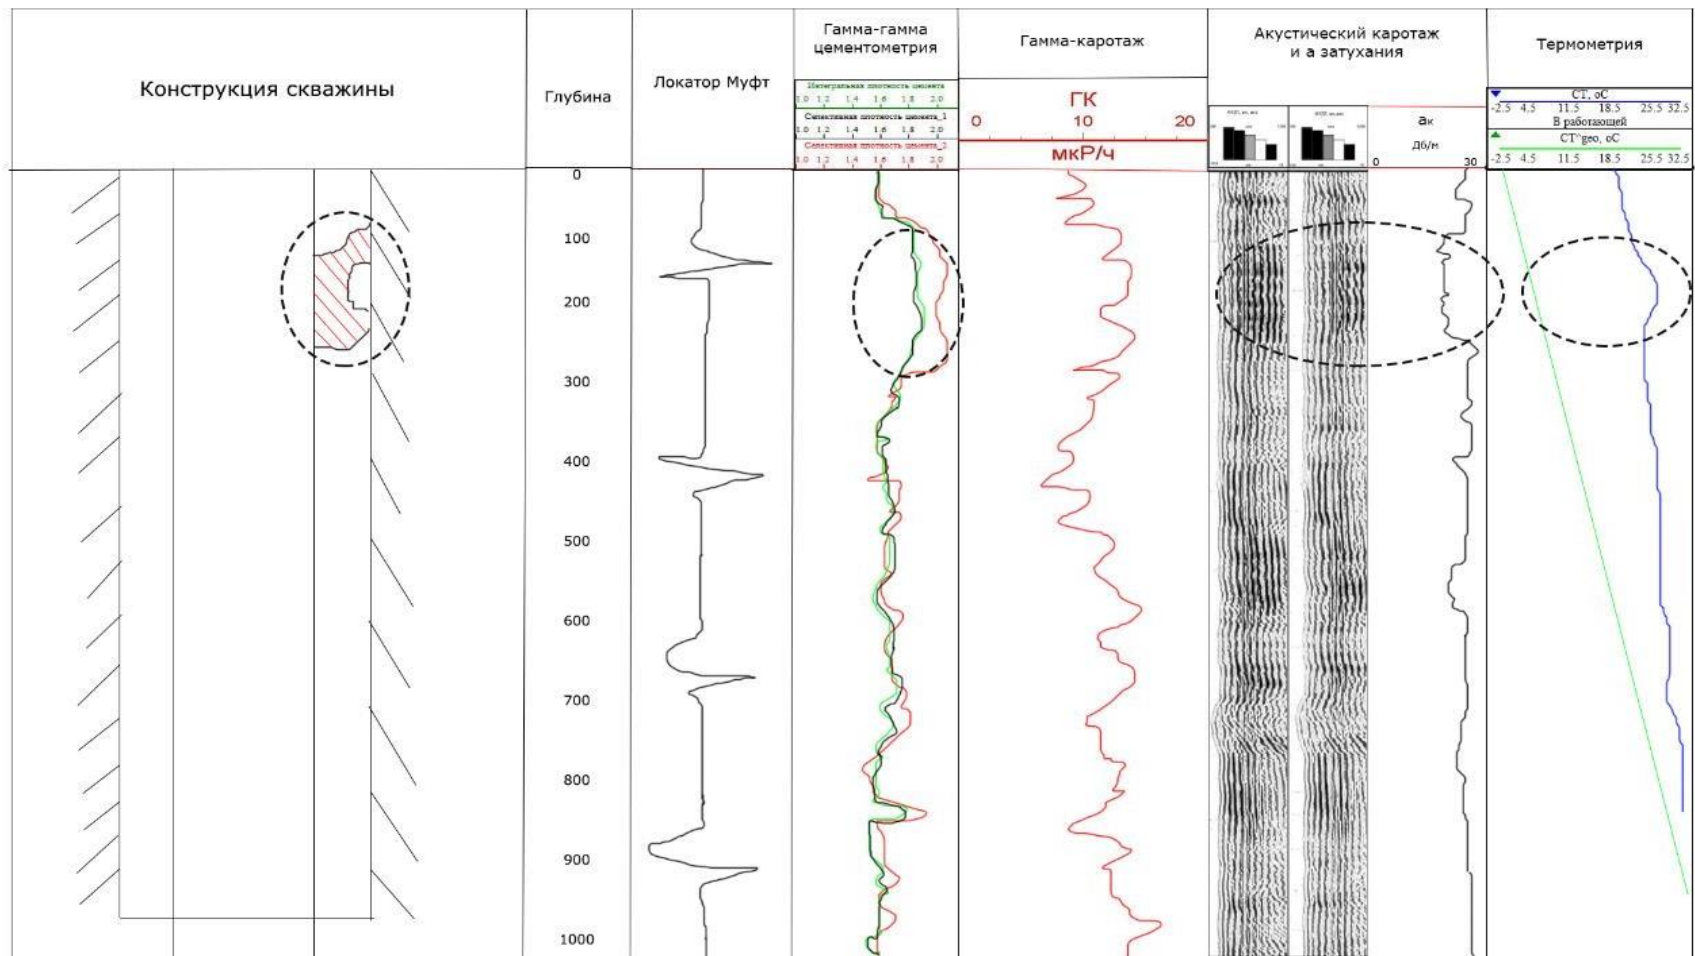 Конструкция скважины
Глубина
Локатор Муфт
Гамма-гамма
цементометрия
Интегральная плотность цемента
1.0 1.2 1.4 1.6 1.8 2.0
Селективная плотность цемента_1
1.0 1.2 1.4 1.6 1.8 2.0
Селективная плотность цемента_2
1.0 1.2 1.4 1.6 1.8 2.0
Гамма-каротаж
ГК
0 10 20
мкР/ч
Акустический каротаж
и а затухания
aк
Дб/м
0 30
Термометрия
СТ, оС
-2.5 4.5 11.5 18.5 25.5 32.5
В работающей
СТ^geo, оС
-2.5 4.5 11.5 18.5 25.5 32.5
0
100
200
300
400
500
600
700
800
900
1000